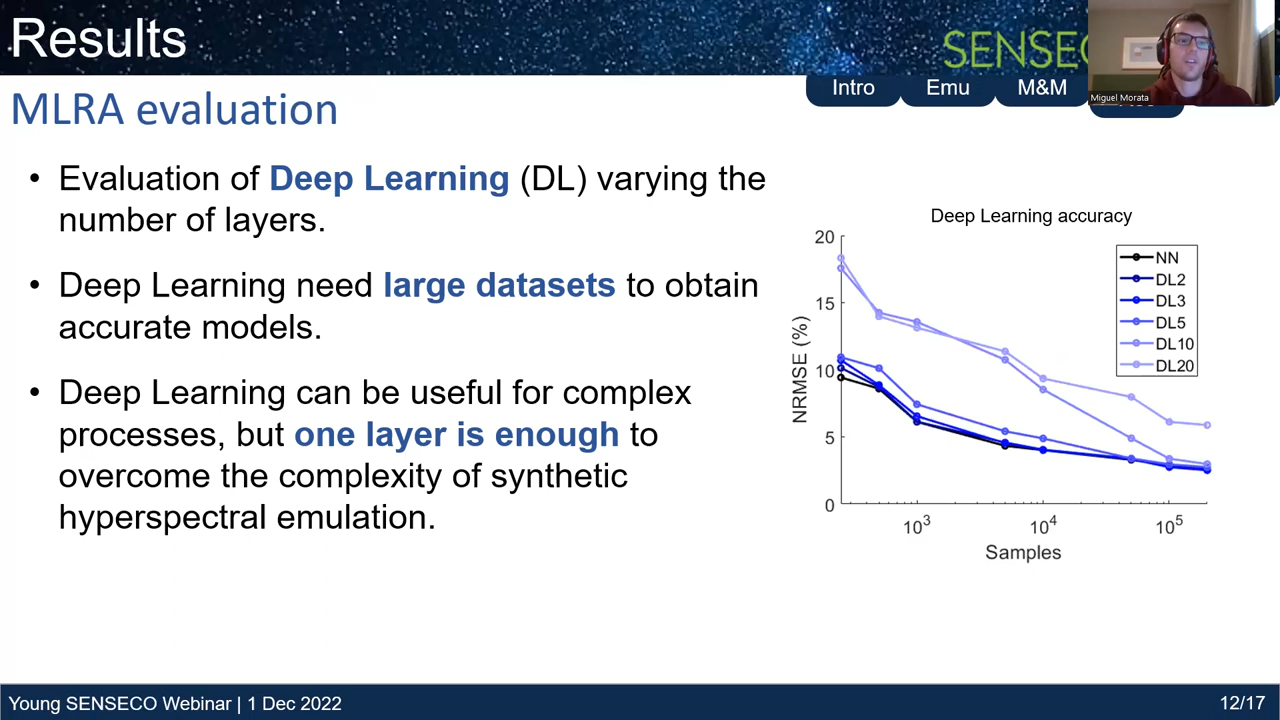 Results
SENSEC
Miguel Morata
Intro
Emu
M&M
MLRA evaluation
• Evaluation of Deep Learning (DL) varying the
number of layers.
• Deep Learning need large datasets to obtain
accurate models.
• Deep Learning can be useful for complex
processes, but one layer is enough to
overcome the complexity of synthetic
hyperspectral emulation.
Deep Learning accuracy
20
15
10
5
0
NRMSE (%)
NN
DL2
DL3
DL5
DL10
DL20
10³ 10⁴ 10⁵
Samples
Young SENSECO Webinar | 1 Dec 2022
12/17